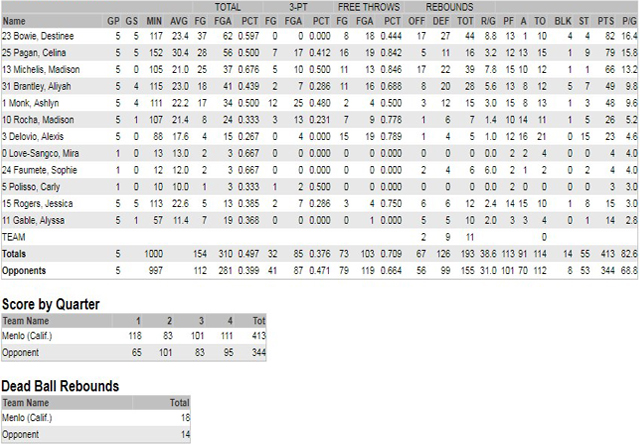 TOTAL 3-PT FREE THROWS REBOUNDS
Name GP GS MIN AVG FG FGA PCT FG FGA PCT FG FGA PCT OFF DEF TOT R/G PF A TO BLK ST PTS P/G
23 Bowie, Destinee 5 5 117 23.4 37 62 0.597 0 0 0.000 8 18 0.444 17 27 44 8.8 13 1 10 4 4 82 16.4
25 Pagan, Celina 5 5 152 30.4 28 56 0.500 7 17 0.412 16 19 0.842 5 11 16 3.2 12 13 15 1 9 79 15.8
13 Michelis, Madison 5 0 105 21.0 25 37 0.676 5 10 0.500 11 13 0.846 17 22 39 7.8 15 10 12 1 1 66 13.2
31 Brantley, Aliyah 5 4 115 23.0 18 41 0.439 2 7 0.286 11 16 0.688 8 20 28 5.6 13 8 12 5 7 49 9.8
1 Monk, Ashlyn 5 4 111 22.2 17 34 0.500 12 25 0.480 2 4 0.500 3 12 15 3.0 15 8 13 1 3 48 9.6
10 Rocha, Madison 5 1 107 21.4 8 24 0.333 3 13 0.231 7 9 0.778 1 6 7 1.4 10 14 11 1 5 26 5.2
3 Delovio, Alexis 5 0 88 17.6 4 15 0.267 0 4 0.000 15 19 0.789 1 4 5 1.0 12 16 21 0 15 23 4.6
0 Love-Sangco, Mira 1 0 13 13.0 2 3 0.667 0 0 0.000 0 0 0.000 0 0 0 0.0 2 2 4 0 0 4 4.0
24 Faumete, Sophie 1 0 12 12.0 2 3 0.667 0 0 0.000 0 0 0.000 2 4 6 6.0 2 1 2 0 2 4 4.0
5 Polisso, Carly 1 0 10 10.0 1 3 0.333 1 2 0.500 0 0 0.000 0 0 0 0.0 2 0 0 0 0 3 3.0
15 Rogers, Jessica 5 5 113 22.6 5 13 0.385 2 7 0.286 3 4 0.750 6 6 12 2.4 14 15 10 1 8 15 3.0
11 Gable, Alyssa 5 1 57 11.4 7 19 0.368 0 0 0.000 0 1 0.000 5 5 10 2.0 3 3 4 0 1 14 2.8
TEAM 2 9 11 0
Totals 5 1000 154 310 0.497 32 85 0.376 73 103 0.709 67 126 193 38.6 113 91 114 14 55 413 82.6
Opponents 5 997 112 281 0.399 41 87 0.471 79 119 0.664 56 99 155 31.0 101 70 112 8 53 344 68.8
Score by Quarter
Team Name 1 2 3 4 Tot
Menlo (Calif.) 118 83 101 111 413
Opponent 65 101 83 95 344
Dead Ball Rebounds
Team Name Total
Menlo (Calif.) 18
Opponent 14